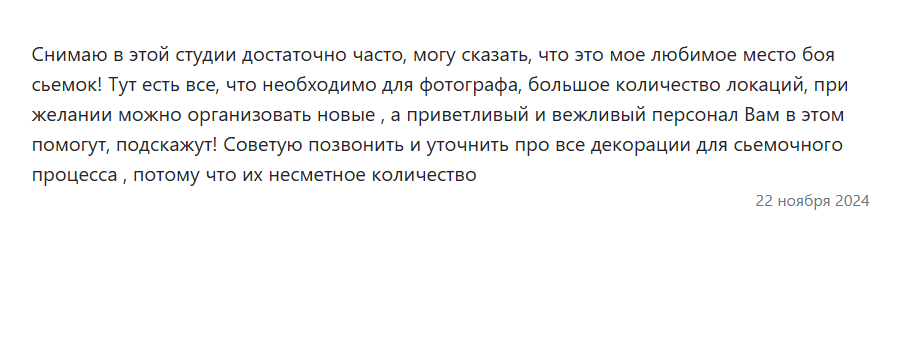 Снимаю в этой студии достаточно часто, могу сказать, что это мое любимое место боя
сьемок! Тут есть все, что необходимо для фотографа, большое количество локаций, при
желании можно организовать новые , а приветливый и вежливый персонал Вам в этом
помогут, подскажут! Советую позвонить и уточнить про все декорации для сьемочного
процесса , потому что их несметное количество
22 ноября 2024